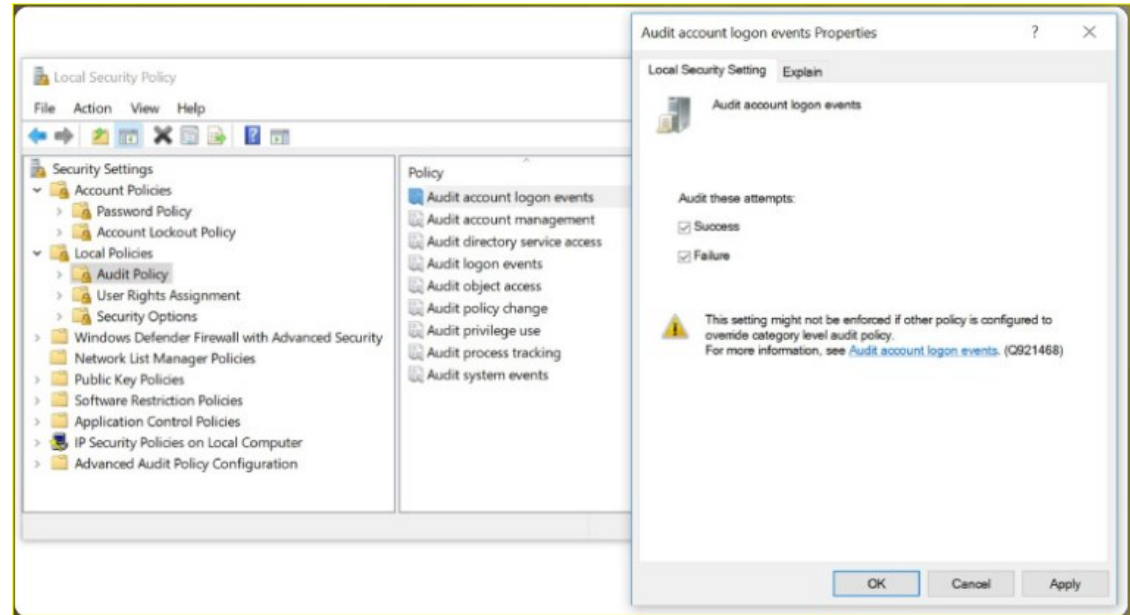 Local Security Policy
File Action View Help
Security Settings
Account Policies
Password Policy
Account Lockout Policy
Local Policies
Audit Policy
User Rights Assignment
Security Options
Windows Defender Firewall with Advanced Security
Network List Manager Policies
Public Key Policies
Software Restriction Policies
Application Control Policies
IP Security Policies on Local Computer
Advanced Audit Policy Configuration
Policy
Audit account logon events
Audit account management
Audit directory service access
Audit logon events
Audit object access
Audit policy change
Audit privilege use
Audit process tracking
Audit system events
Audit account logon events Properties
Local Security Setting Explain
Audit account logon events
Audit these attempts:
Success
Failure
This setting might not be enforced if other policy is configured to
override category level audit policy.
For more information, see Audit account logon events. (Q921468)
OK Cancel Apply